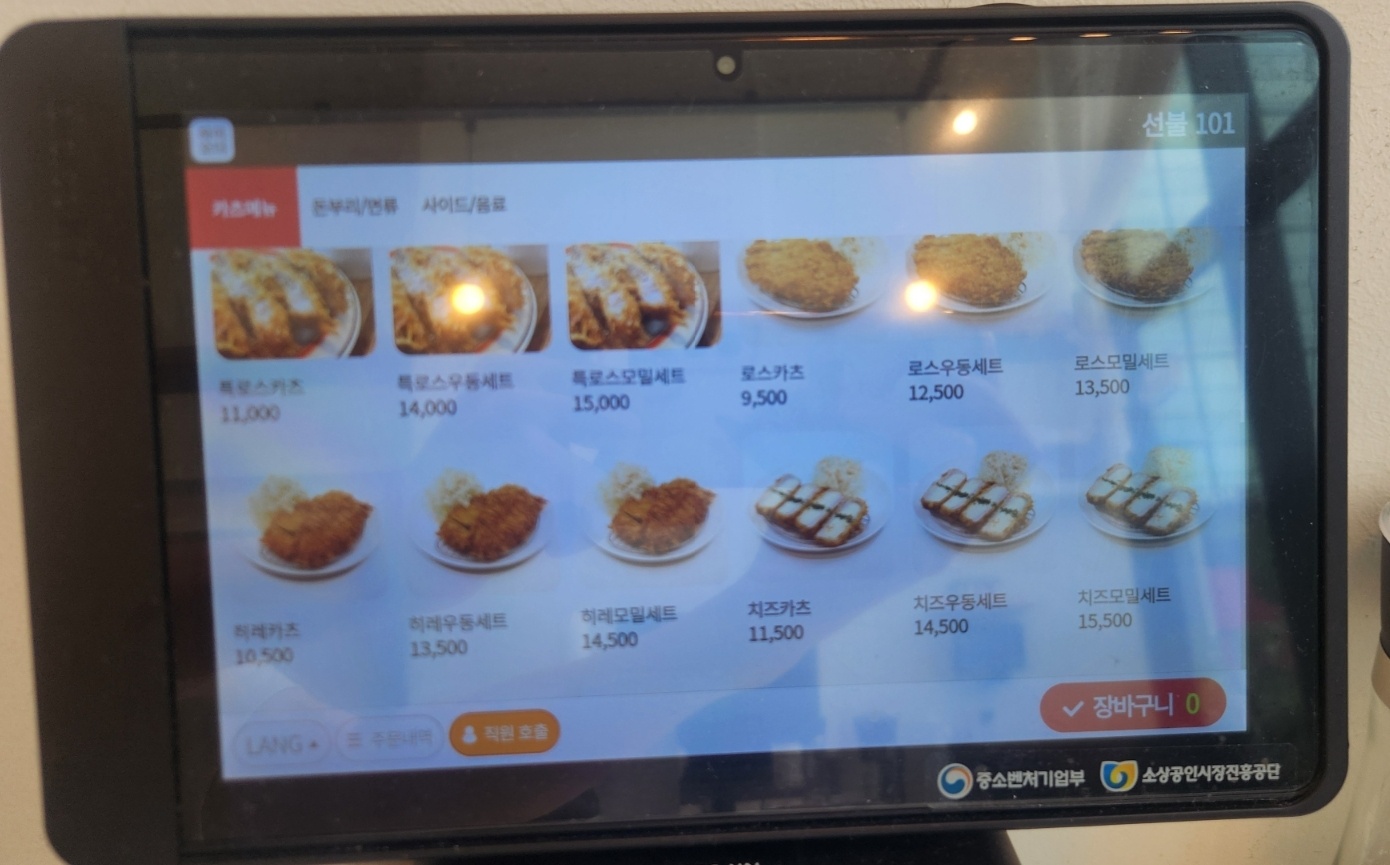 선불 101
카츠메뉴 돈부리/면류 사이드/음료
특로스카츠
11,000
특로스우동세트
14,000
특로스모밀세트
15,000
로스카츠
9,500
로스우동세트
12,500
로스모밀세트
13,500
히레카츠
10,500
히레우동세트
13,500
히레모밀세트
14,500
치즈카츠
11,500
치즈우동세트
14,500
치즈모밀세트
15,500
LANG 주문내역 직원 호출
장바구니 0
중소벤처기업부 소상공인시장진흥공단